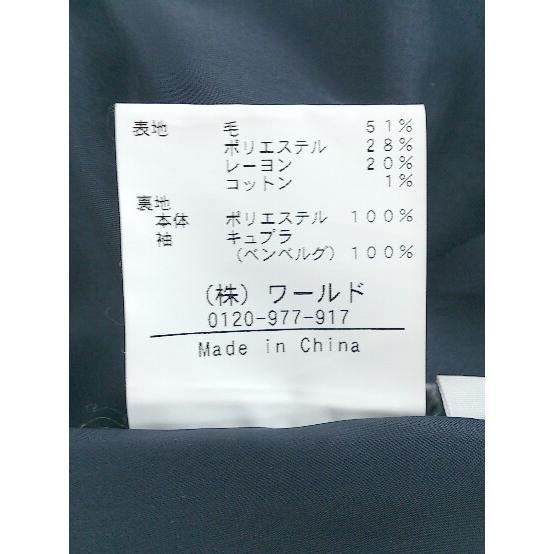 表地 毛 51%
ポリエステル 28%
レーヨン 20%
コットン 1%
裏地
本体 ポリエステル 100%
袖 キュプラ
(ベンベルグ) 100%
(株) ワールド
0120-977-917
Made in China